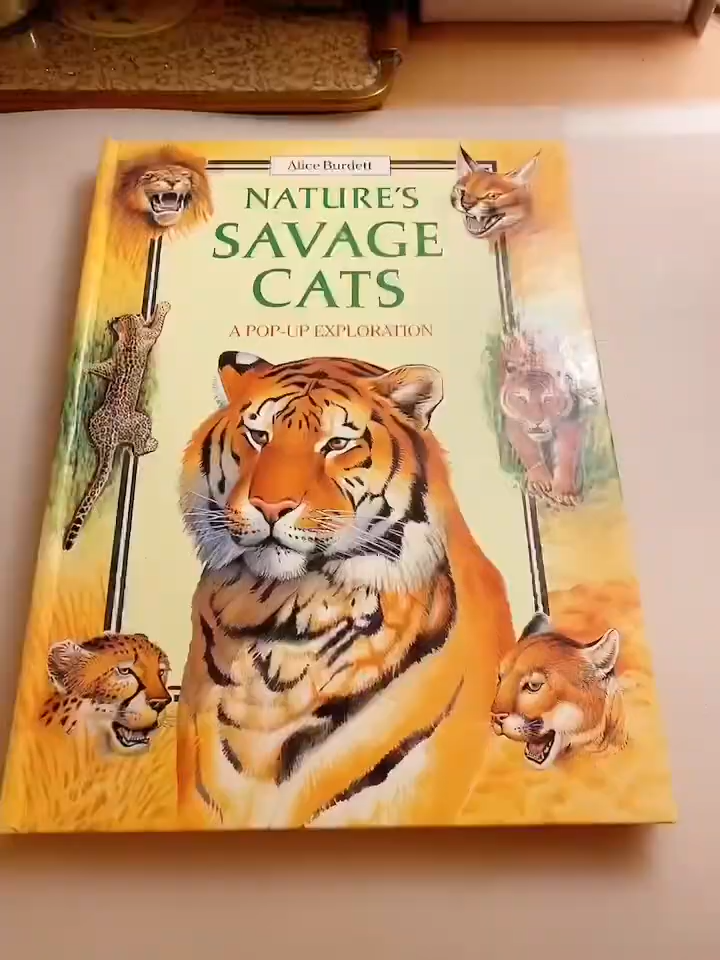 Alice Burdett
NATURE'S
SAVAGE
CATS
A POP-UP EXPLORATION